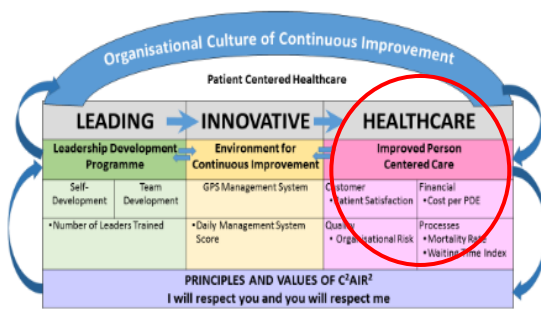 Organisational Culture of Continuous Improvement
Patient Centered Healthcare
LEADING
INNOVATIVE
HEALTHCARE
Leadership Development
Programme
Environment for
Continuous Improvement
Improved Person
Centered Care
Self-
Development
Team
Development
GPS Management System
Customer
•Patient Satisfaction
Financial
• Cost per PDE
•Number of Leaders Trained
•Daily Management System
Score
Quality
• Organisational Risk
Processes
•Mortality Rate
•Waiting Time Index
PRINCIPLES AND VALUES OF C²AIR²
I will respect you and you will respect me